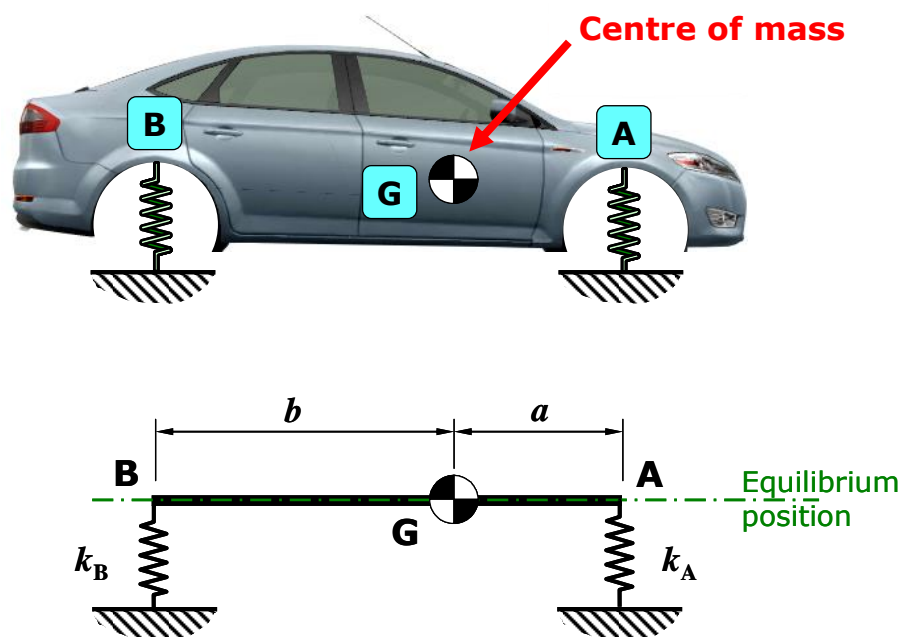 Centre of mass
B
A
G
b
a
B
A
Equilibrium
position
G
kB
kA